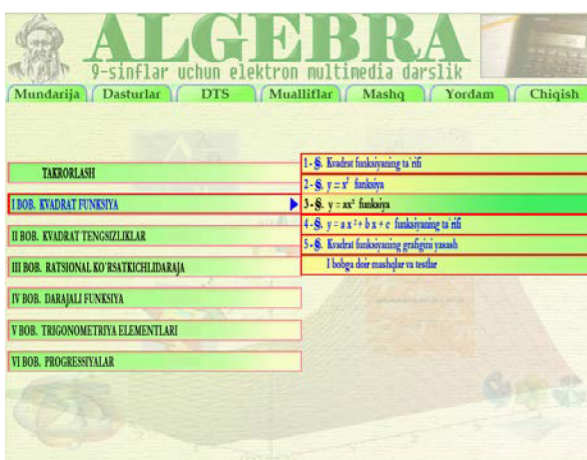 ALGEBRA
9-sinflar uchun elektron multimedia darslik
Mundarija Dasturlar DTS Mualliflar Mashq Yordam Chiqish
TAKRORLASH
I BOB. KVADRAT FUNKSIYA
II BOB. KVADRAT TENGSIZLIKLAR
III BOB. RATSIONAL KO'RSATKICHLIDARAJA
IV BOB. DARAJALI FUNKSIYA
V BOB. TRIGONOMETRIYA ELEMENTLARI
VI BOB. PROGRESSIYALAR
1 - §. Kvadrat funksiyaning ta`rifi
2 - §. y = x² funksiya
3 - §. y = ax² funksiya
4 - §. y = a x ² + b x + c funksiyaning ta`rifi
5 - §. Kvadrat funksiyaning grafigini yasash
I bobga doir mashqlar va testlar